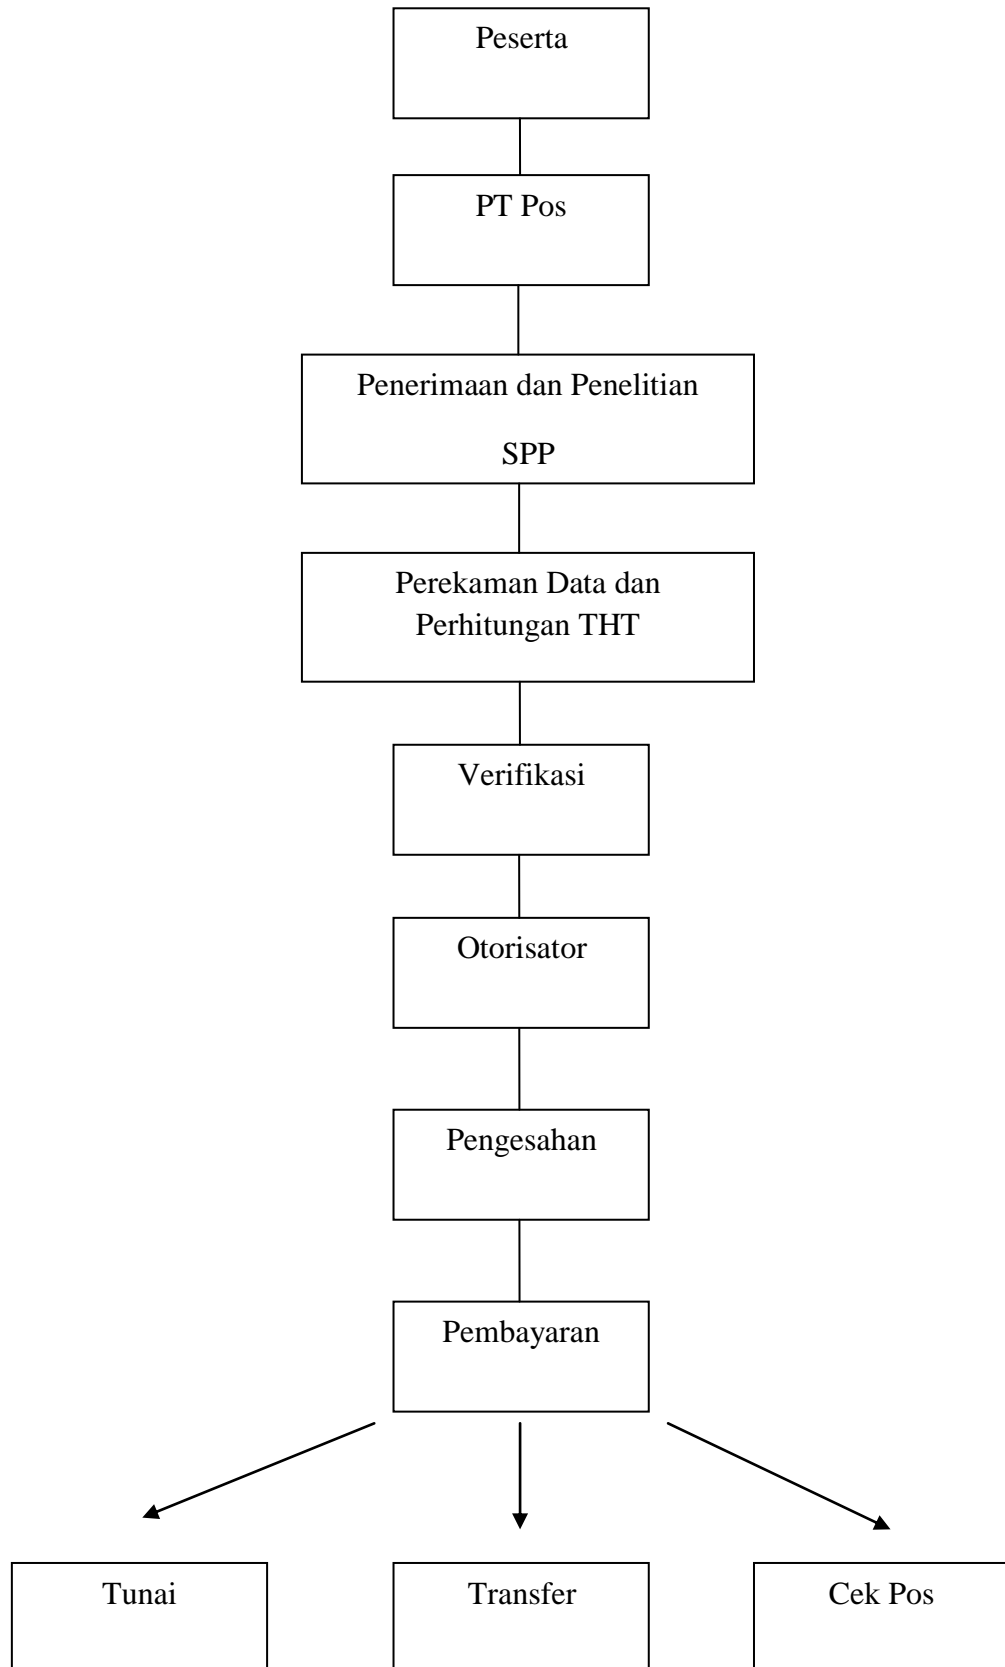 Peserta
PT Pos
Penerimaan dan Penelitian
SPP
Perekaman Data dan
Perhitungan THT
Verifikasi
Otorisator
Pengesahan
Pembayaran
Tunai
Transfer
Cek Pos